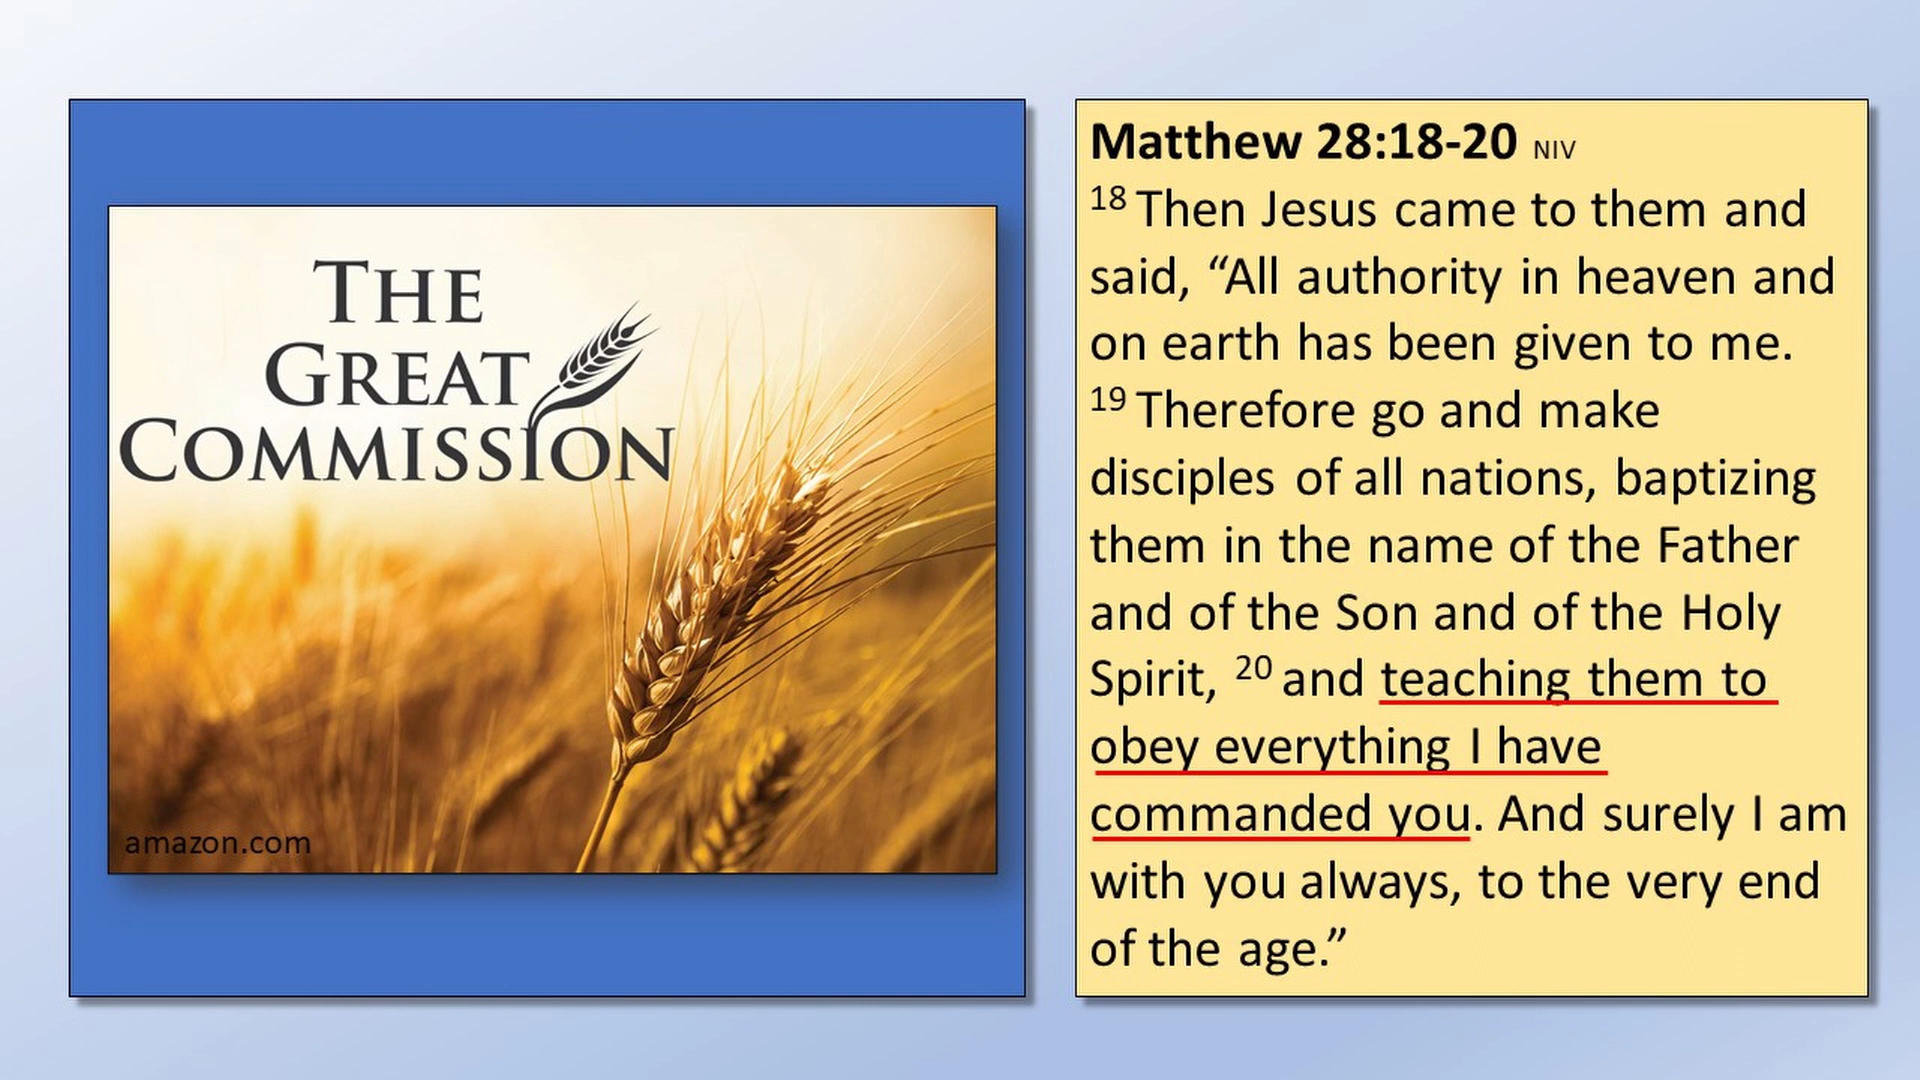 THE
GREAT
COMMISSION
amazon.com
Matthew 28:18-20 NIV
18 Then Jesus came to them and
said, “All authority in heaven and
on earth has been given to me.
19 Therefore go and make
disciples of all nations, baptizing
them in the name of the Father
and of the Son and of the Holy
Spirit, 20 and teaching them to
obey everything I have
commanded you. And surely I am
with you always, to the very end
of the age.”